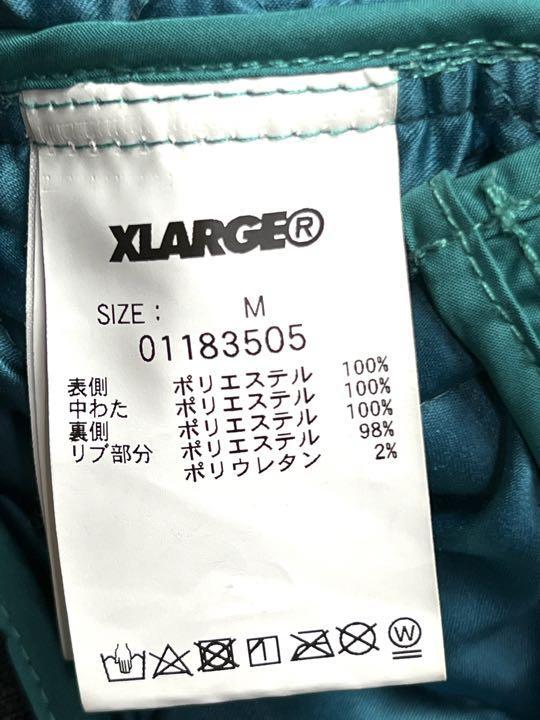 XLARGE®
SIZE : M
01183505
表側 ポリエステル 100%
中わた ポリエステル 100%
裏側 ポリエステル 100%
リブ部分 ポリエステル 98%
ポリウレタン 2%
1 W